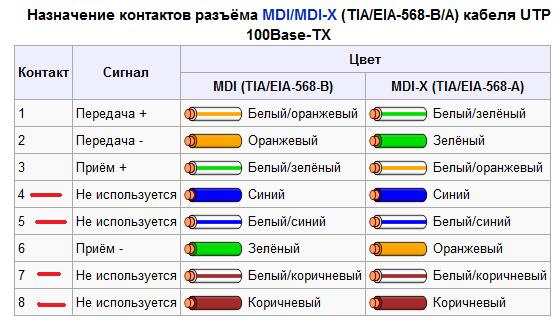 Назначение контактов разъёма MDI/MDI-X (TIA/EIA-568-B/A) кабеля UTP
100Base-TX
Контакт Сигнал Цвет
MDI (TIA/EIA-568-B) MDI-X (TIA/EIA-568-A)
1 Передача + Белый/оранжевый Белый/зелёный
2 Передача - Оранжевый Зелёный
3 Приём + Белый/зелёный Белый/оранжевый
4 Не используется Синий Синий
5 Не используется Белый/синий Белый/синий
6 Приём - Зелёный Оранжевый
7 Не используется Белый/коричневый Белый/коричневый
8 Не используется Коричневый Коричневый